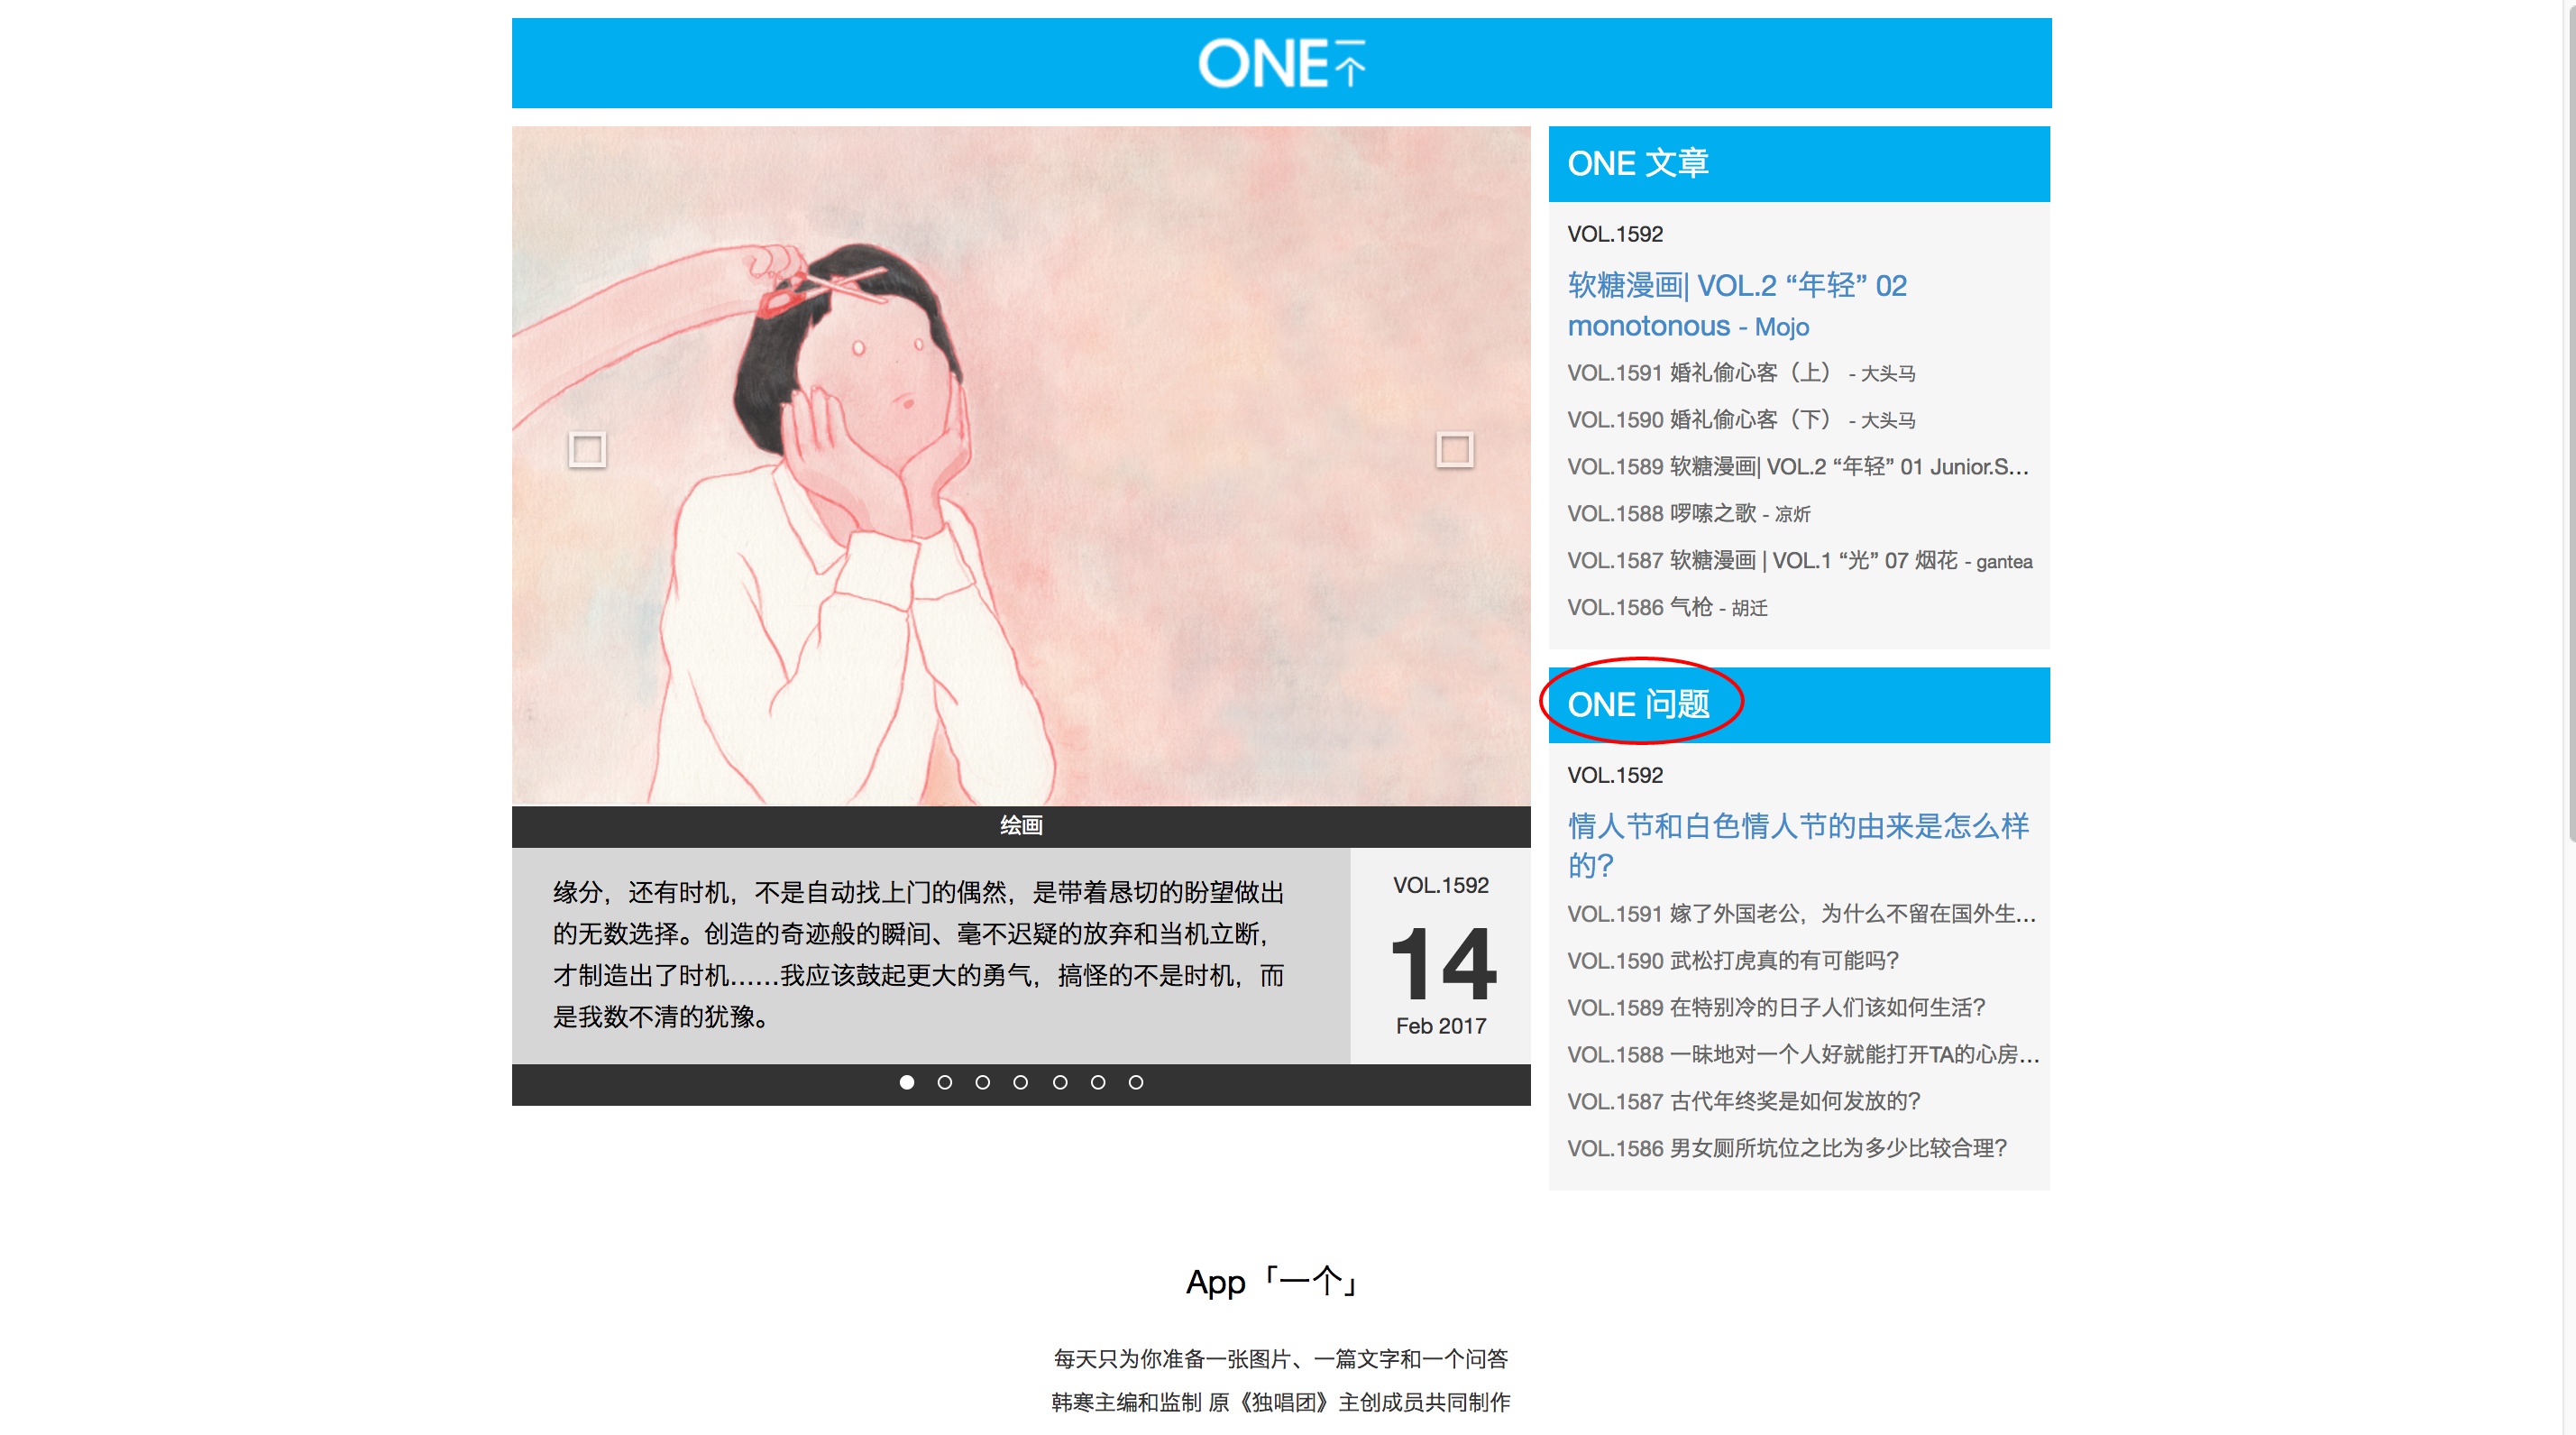 ONE一个
绘画
缘分，还有时机，不是自动找上门的偶然，是带着恳切的盼望做出
的无数选择。创造的奇迹般的瞬间、毫不迟疑的放弃和当机立断，
才制造出了时机……我应该鼓起更大的勇气，搞怪的不是时机，而
是我数不清的犹豫。
VOL.1592
14
Feb 2017
ONE 文章
VOL.1592
软糖漫画| VOL.2 “年轻” 02
monotonous - Mojo
VOL.1591 婚礼偷心客（上） - 大头马
VOL.1590 婚礼偷心客（下） - 大头马
VOL.1589 软糖漫画| VOL.2 “年轻” 01 Junior.S...
VOL.1588 啰嗦之歌 - 凉炘
VOL.1587 软糖漫画 | VOL.1 “光” 07 烟花 - gantea
VOL.1586 气枪 - 胡迁
ONE 问题
VOL.1592
情人节和白色情人节的由来是怎么样
的？
VOL.1591 嫁了外国老公，为什么不留在国外生...
VOL.1590 武松打虎真的有可能吗？
VOL.1589 在特别冷的日子人们该如何生活？
VOL.1588 一昧地对一个人好就能打开TA的心房...
VOL.1587 古代年终奖是如何发放的？
VOL.1586 男女厕所坑位之比为多少比较合理？
App「一个」
每天只为你准备一张图片、一篇文字和一个问答
韩寒主编和监制 原《独唱团》主创成员共同制作